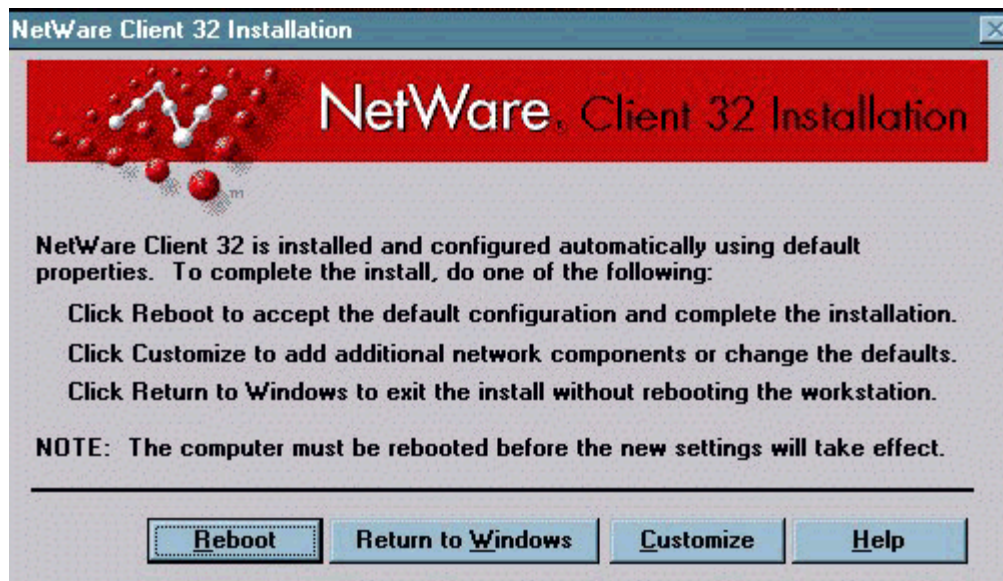 NetWare Client 32 Installation
NetWare® Client 32 Installation
TM
NetWare Client 32 is installed and configured automatically using default
properties.  To complete the install, do one of the following:
Click Reboot to accept the default configuration and complete the installation.
Click Customize to add additional network components or change the defaults.
Click Return to Windows to exit the install without rebooting the workstation.
NOTE:  The computer must be rebooted before the new settings will take effect.
Reboot Return to Windows Customize Help